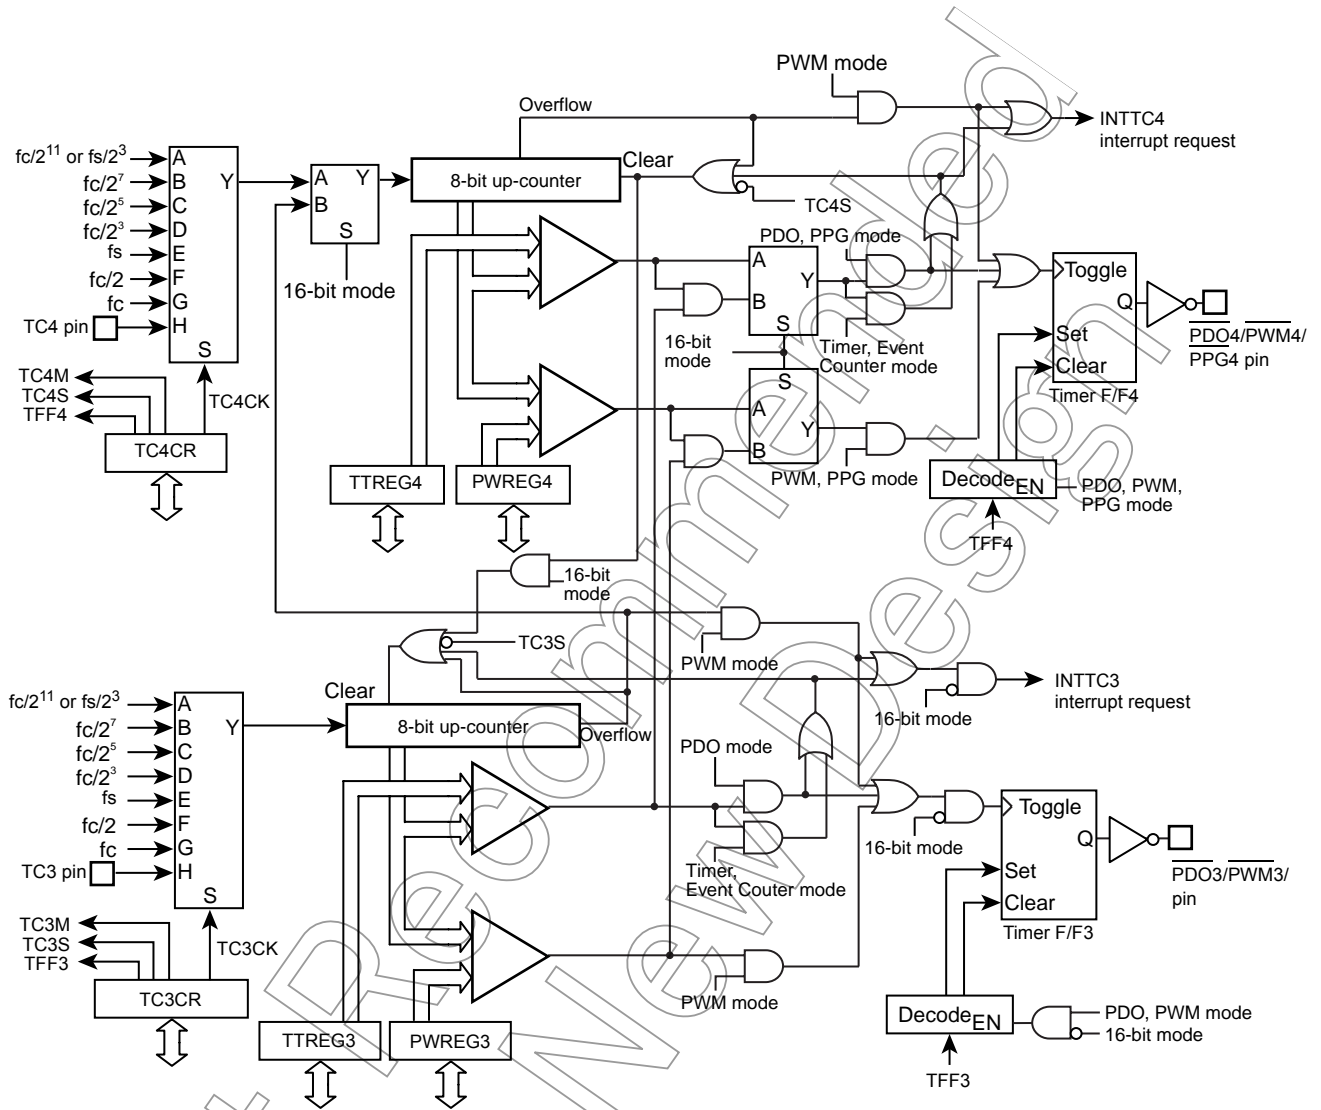 PWM mode
Overflow
INTTC4
interrupt request
fc/2¹¹ or fs/2³
A
fc/2⁷
B
fc/2⁵
C
fc/2³
D
fs
E
fc/2
F
fc
G
TC4 pin
H
Y
S
A
B
Y
S
16-bit mode
8-bit up-counter
Clear
TC4S
PDO, PPG mode
A
B
Y
S
16-bit
mode
Timer, Event
Counter mode
S
A
B
Y
PWM, PPG mode
Toggle
Q
Set
Clear
Timer F/F4
PDO4/PWM4/
PPG4 pin
TC4M
TC4S
TFF4
TC4CK
TC4CR
TTREG4
PWREG4
Decode
EN
PDO, PWM,
PPG mode
TFF4
16-bit
mode
TC3S
PWM mode
INTTC3
interrupt request
16-bit mode
fc/2¹¹ or fs/2³
A
fc/2⁷
B
fc/2⁵
C
fc/2³
D
fs
E
fc/2
F
fc
G
TC3 pin
H
Y
S
Clear
8-bit up-counter
Overflow
PDO mode
Timer,
Event Couter mode
16-bit mode
Toggle
Q
Set
Clear
Timer F/F3
PDO3/PWM3/
pin
TC3M
TC3S
TFF3
TC3CK
TC3CR
TTREG3
PWREG3
PWM mode
Decode
EN
PDO, PWM mode
16-bit mode
TFF3
Recommended
New Design